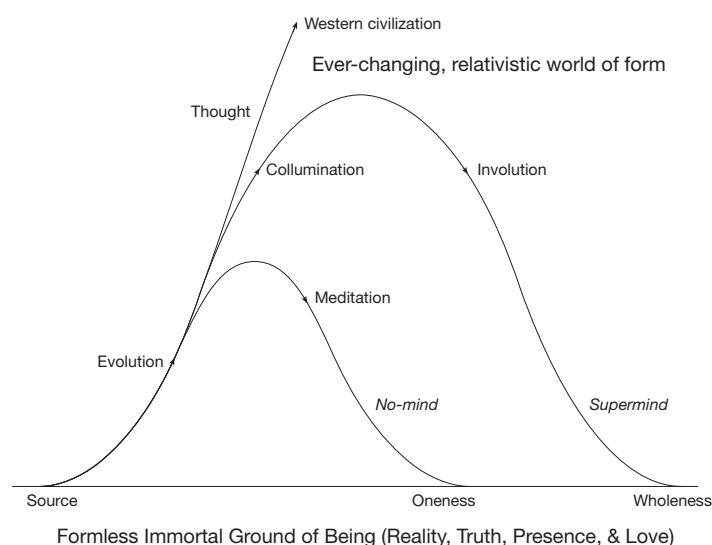 Western civilization
Ever-changing, relativistic world of form
Thought
Collumination
Involution
Meditation
Evolution
No-mind
Supermind
Source
Oneness
Wholeness
Formless Immortal Ground of Being (Reality, Truth, Presence, & Love)